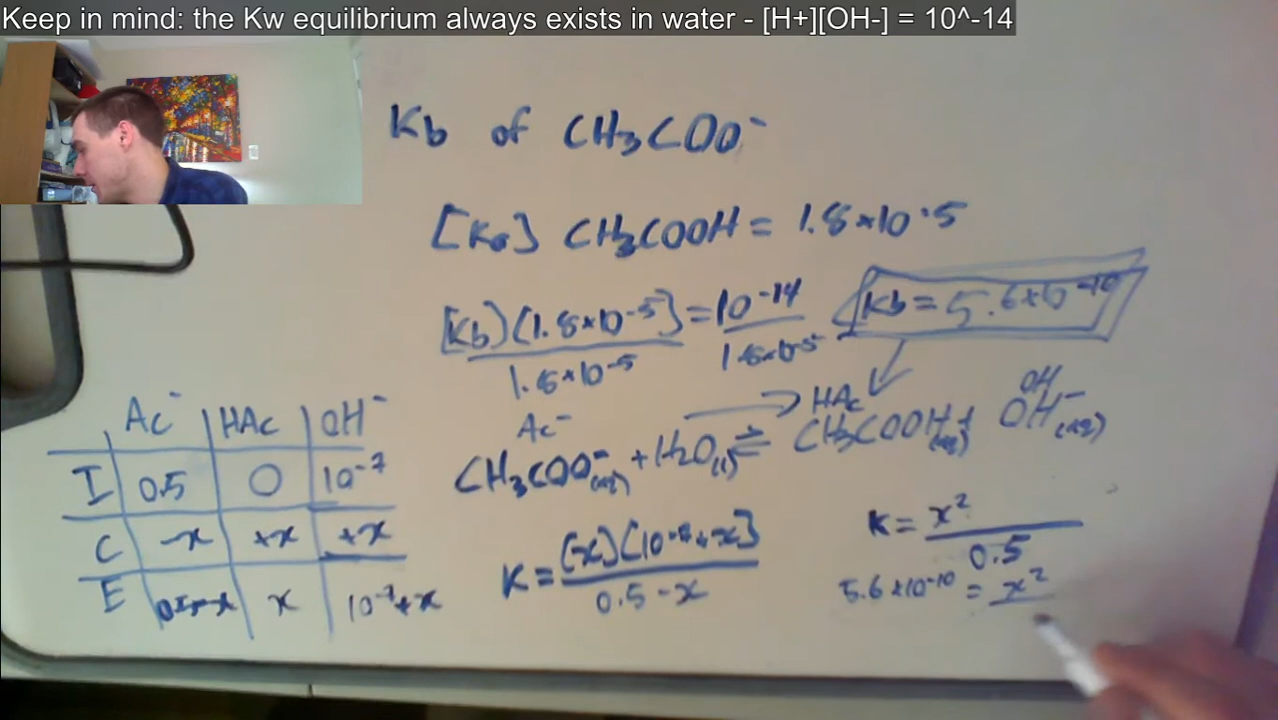 Keep in mind: the Kw equilibrium always exists in water - [H+][OH-] = 10^-14
Kb of CH3COO-
[Ka] CH3COOH = 1.8×10-5
[Kb)(1.8×10-5] = 10-14
1.8×10-5 1.8×10-5
Kb = 5.6×10-10
Ac- HAc OH-
I 0.5 0 10-7
C -x +x +x
E 0.5-x x 10-7+x
Ac- HAc OH
CH3COO-(aq) + H2O(l) ⇌ CH3COOH(aq) + OH-(aq)
K = [x][10-7+x]
0.5-x
K = x2
0.5
5.6×10-10 = x2